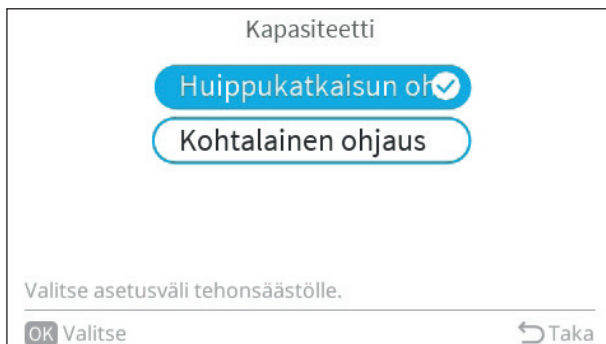 Kapasiteetti
Huippukatkaisun oh
Kohtalainen ohjaus
Valitse asetusväli tehonsäästölle.
OK Valitse
Taka